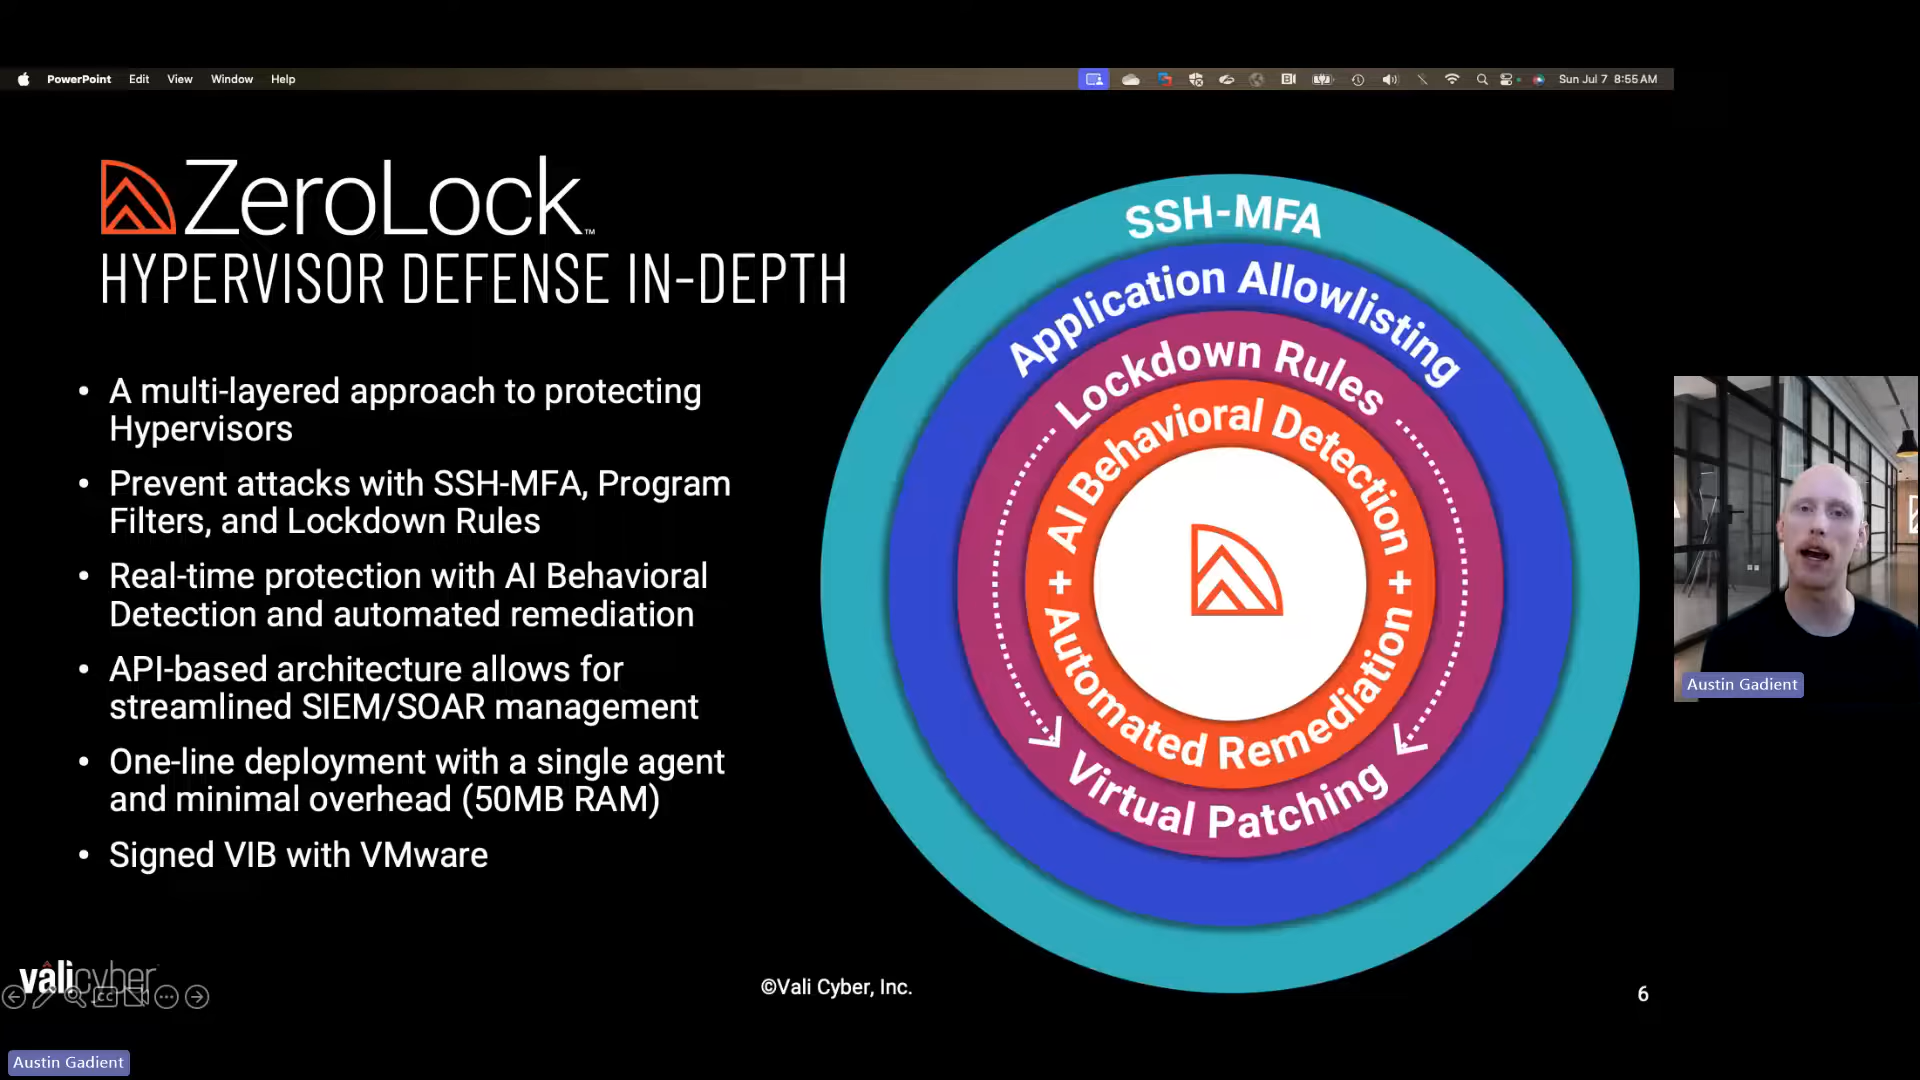 PowerPoint Edit View Window Help
Sun Jul 7 8:55 AM
ZeroLock™
HYPERVISOR DEFENSE IN-DEPTH
• A multi-layered approach to protecting
Hypervisors
• Prevent attacks with SSH-MFA, Program
Filters, and Lockdown Rules
• Real-time protection with AI Behavioral
Detection and automated remediation
• API-based architecture allows for
streamlined SIEM/SOAR management
• One-line deployment with a single agent
and minimal overhead (50MB RAM)
• Signed VIB with VMware
SSH-MFA
Application Allowlisting
Lockdown Rules
AI Behavioral Detection
+ +
Automated Remediation
Virtual Patching
Austin Gadient
vali cyber
CC
©Vali Cyber, Inc.
6
Austin Gadient